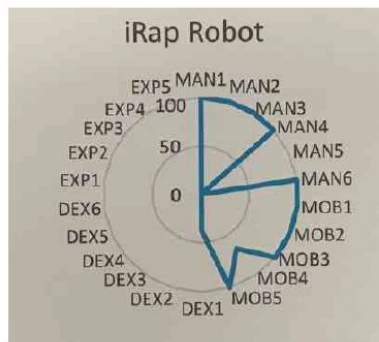 iRap Robot
EXP5 MAN1 MAN2
EXP4 100 MAN3
EXP3 MAN4
EXP2 50 MAN5
EXP1 0 MAN6
DEX6 MOB1
DEX5 MOB2
DEX4 MOB3
DEX3 MOB4
DEX2 DEX1 MOB5